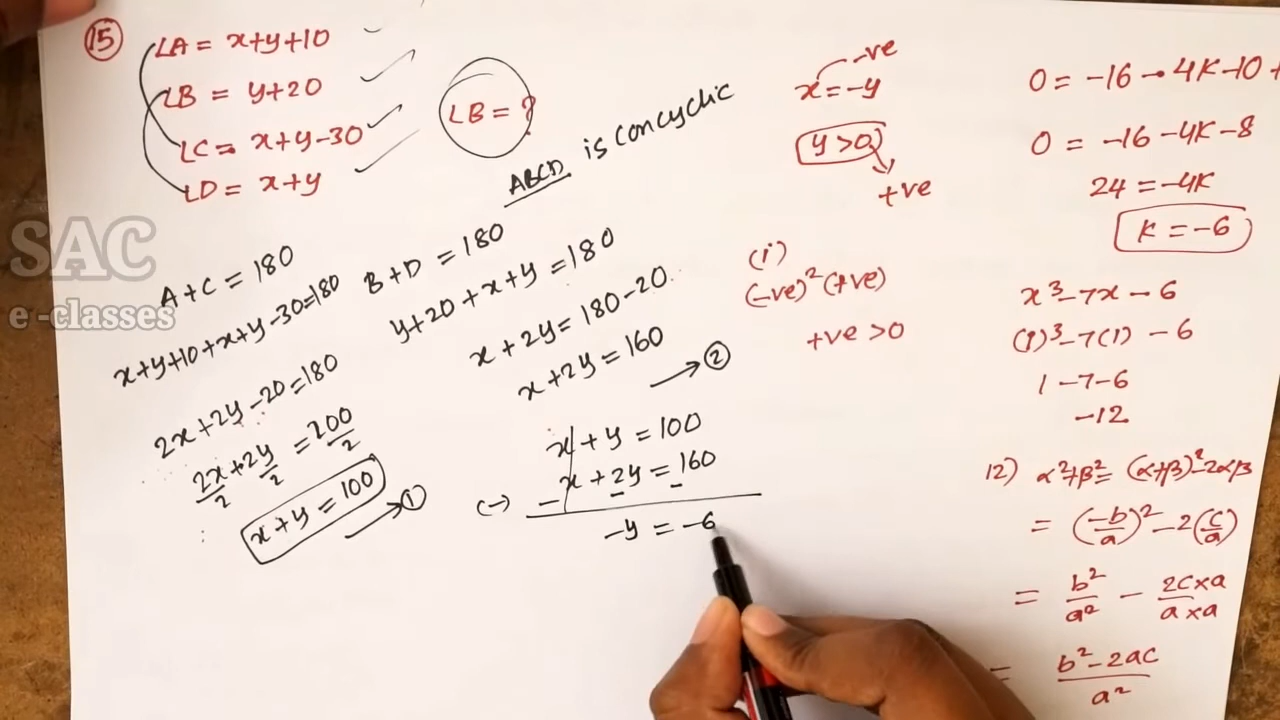 15
∠A = x+y+10
∠B = y+20
∠C = x+y-30
∠D = x+y
∠B = ?
ABCD is concyclic
SAC
e-classes
A+C = 180
x+y+10+x+y-30=180
2x+2y-20=180
2x/2 + 2y/2 = 200/2
x+y = 100 → 1
B+D = 180
y+20+x+y = 180
x+2y = 180-20
x+2y = 160 → 2
x+y = 100
x+2y = 160
(-) - - -
-y = -6
-ve
x = -y
y>0
+ve
(i)
(-ve)²(+ve)
+ve >0
0 = -16 - 4K-10+
0 = -16-4K-8
24 = -4K
K = -6
x³-7x-6
(1)³-7(1)-6
1-7-6
-12
12) α²+β² = (α+β)²-2αβ
= (-b/a)² - 2(c/a)
= b²/a² - 2c×a/a×a
= b²-2ac/a²